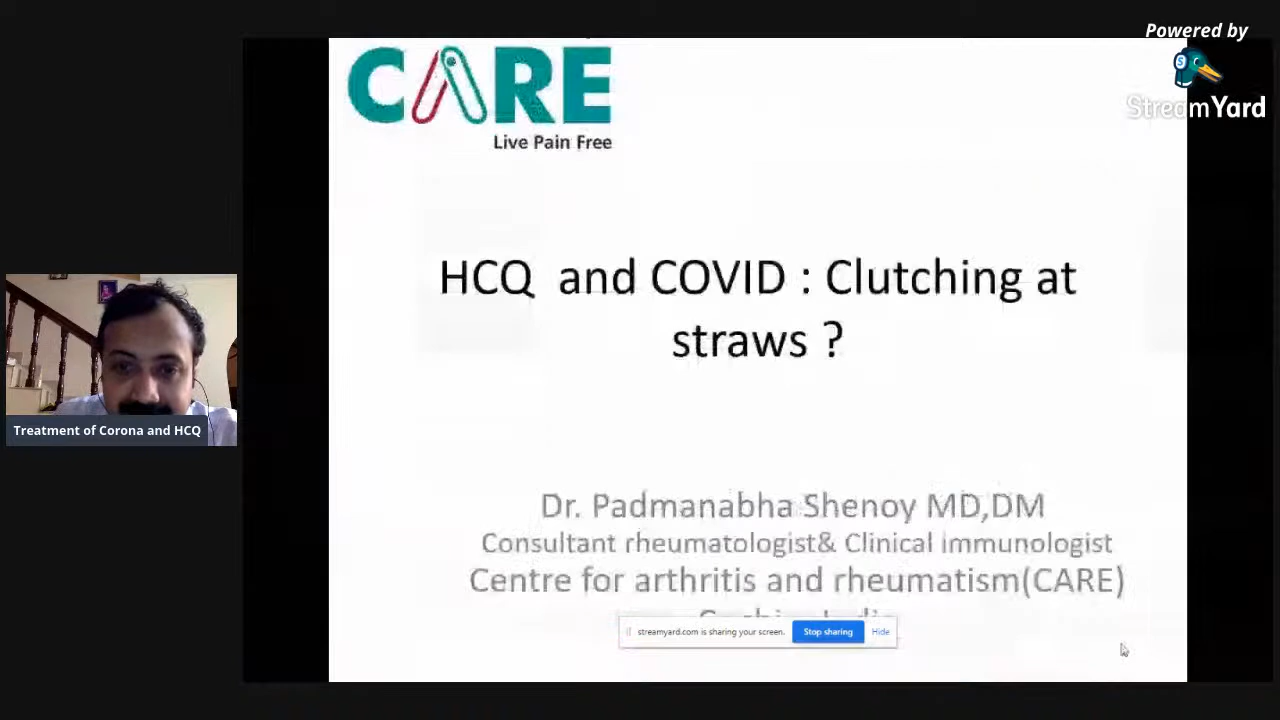 Powered by
StreamYard
CARE
Live Pain Free
HCQ and COVID : Clutching at
straws ?
Treatment of Corona and HCQ
Dr. Padmanabha Shenoy MD,DM
Consultant rheumatologist& Clinical immunologist
Centre for arthritis and rheumatism(CARE)
streamyard.com is sharing your screen.
Stop sharing
Hide